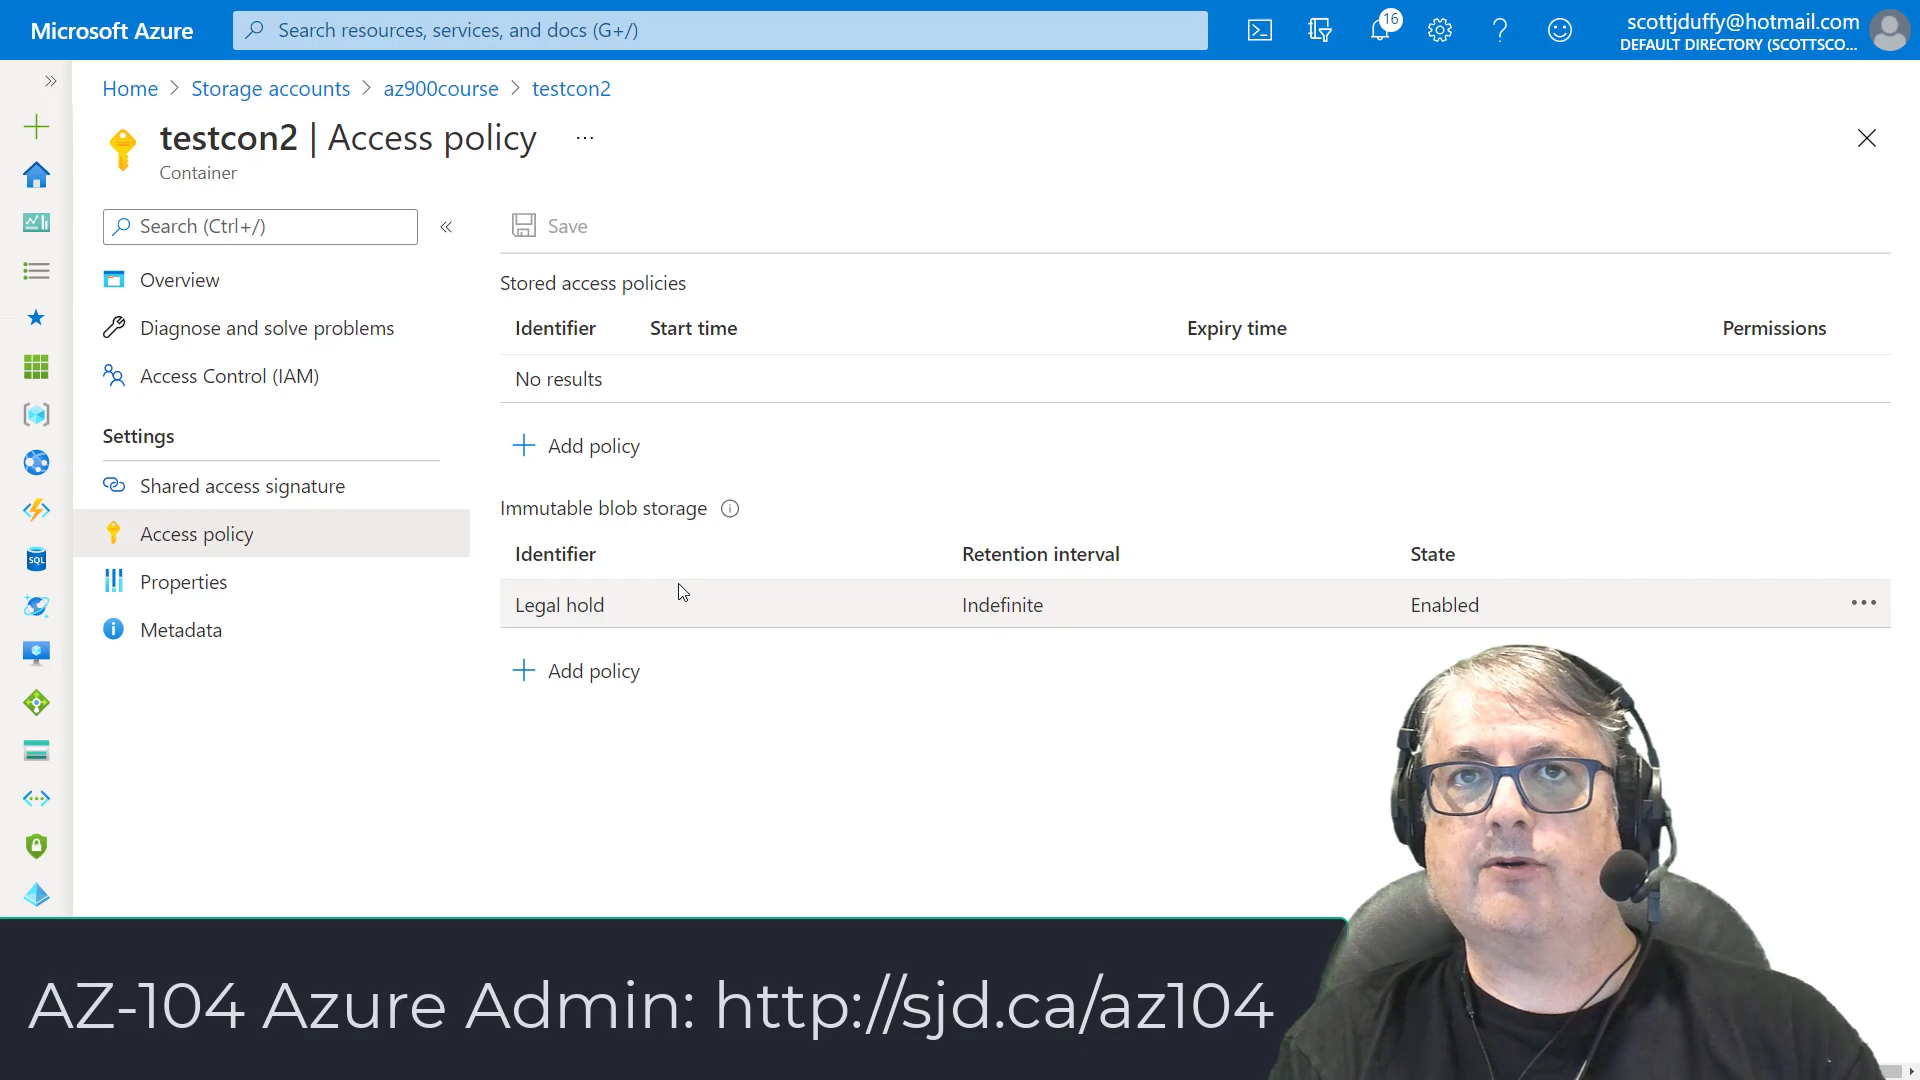 Microsoft Azure
Search resources, services, and docs (G+/)
16
scottjduffy@hotmail.com
DEFAULT DIRECTORY (SCOTTSCO...
Home > Storage accounts > az900course > testcon2
testcon2 | Access policy ...
Container
Search (Ctrl+/)
Overview
Diagnose and solve problems
Access Control (IAM)
Settings
Shared access signature
Access policy
Properties
Metadata
Save
Stored access policies
Identifier Start time Expiry time Permissions
No results
+ Add policy
Immutable blob storage
Identifier Retention interval State
Legal hold Indefinite Enabled ...
+ Add policy
SQL
AZ-104 Azure Admin: http://sjd.ca/az104